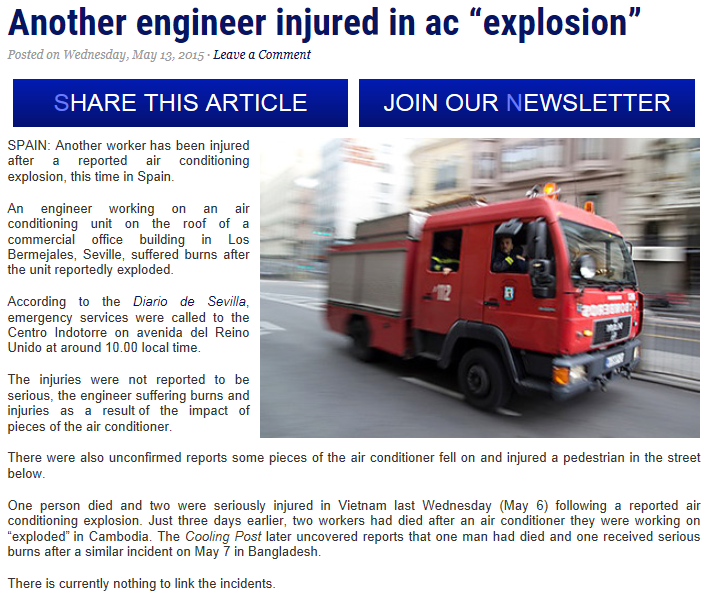 Another engineer injured in ac “explosion”
Posted on Wednesday, May 13, 2015 · Leave a Comment
SHARE THIS ARTICLE
JOIN OUR NEWSLETTER
SPAIN: Another worker has been injured
after a reported air conditioning
explosion, this time in Spain.
An engineer working on an air
conditioning unit on the roof of a
commercial office building in Los
Bermejales, Seville, suffered burns after
the unit reportedly exploded.
According to the Diario de Sevilla,
emergency services were called to the
Centro Indotorre on avenida del Reino
Unido at around 10.00 local time.
The injuries were not reported to be
serious, the engineer suffering burns and
injuries as a result of the impact of
pieces of the air conditioner.
112
There were also unconfirmed reports some pieces of the air conditioner fell on and injured a pedestrian in the street
below.
One person died and two were seriously injured in Vietnam last Wednesday (May 6) following a reported air
conditioning explosion. Just three days earlier, two workers had died after an air conditioner they were working on
“exploded” in Cambodia. The Cooling Post later uncovered reports that one man had died and one received serious
burns after a similar incident on May 7 in Bangladesh.
There is currently nothing to link the incidents.